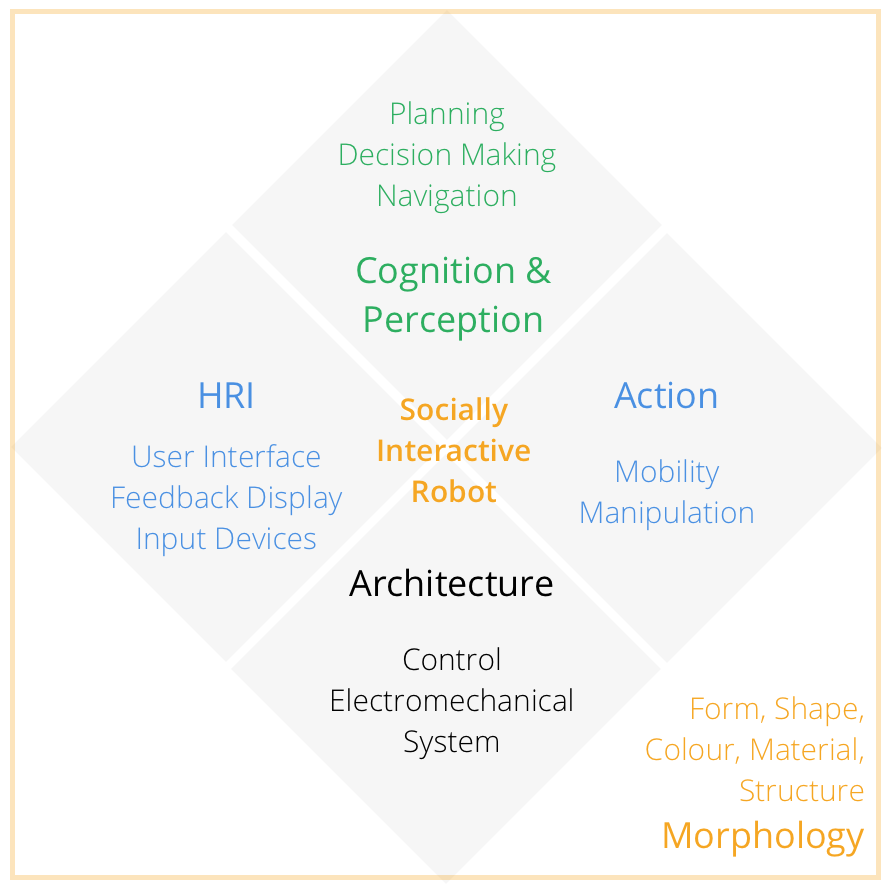 Planning
Decision Making
Navigation
Cognition &
Perception
HRI
User Interface
Feedback Display
Input Devices
Socially
Interactive
Robot
Action
Mobility
Manipulation
Architecture
Control
Electromechanical
System
Form, Shape,
Colour, Material,
Structure
Morphology